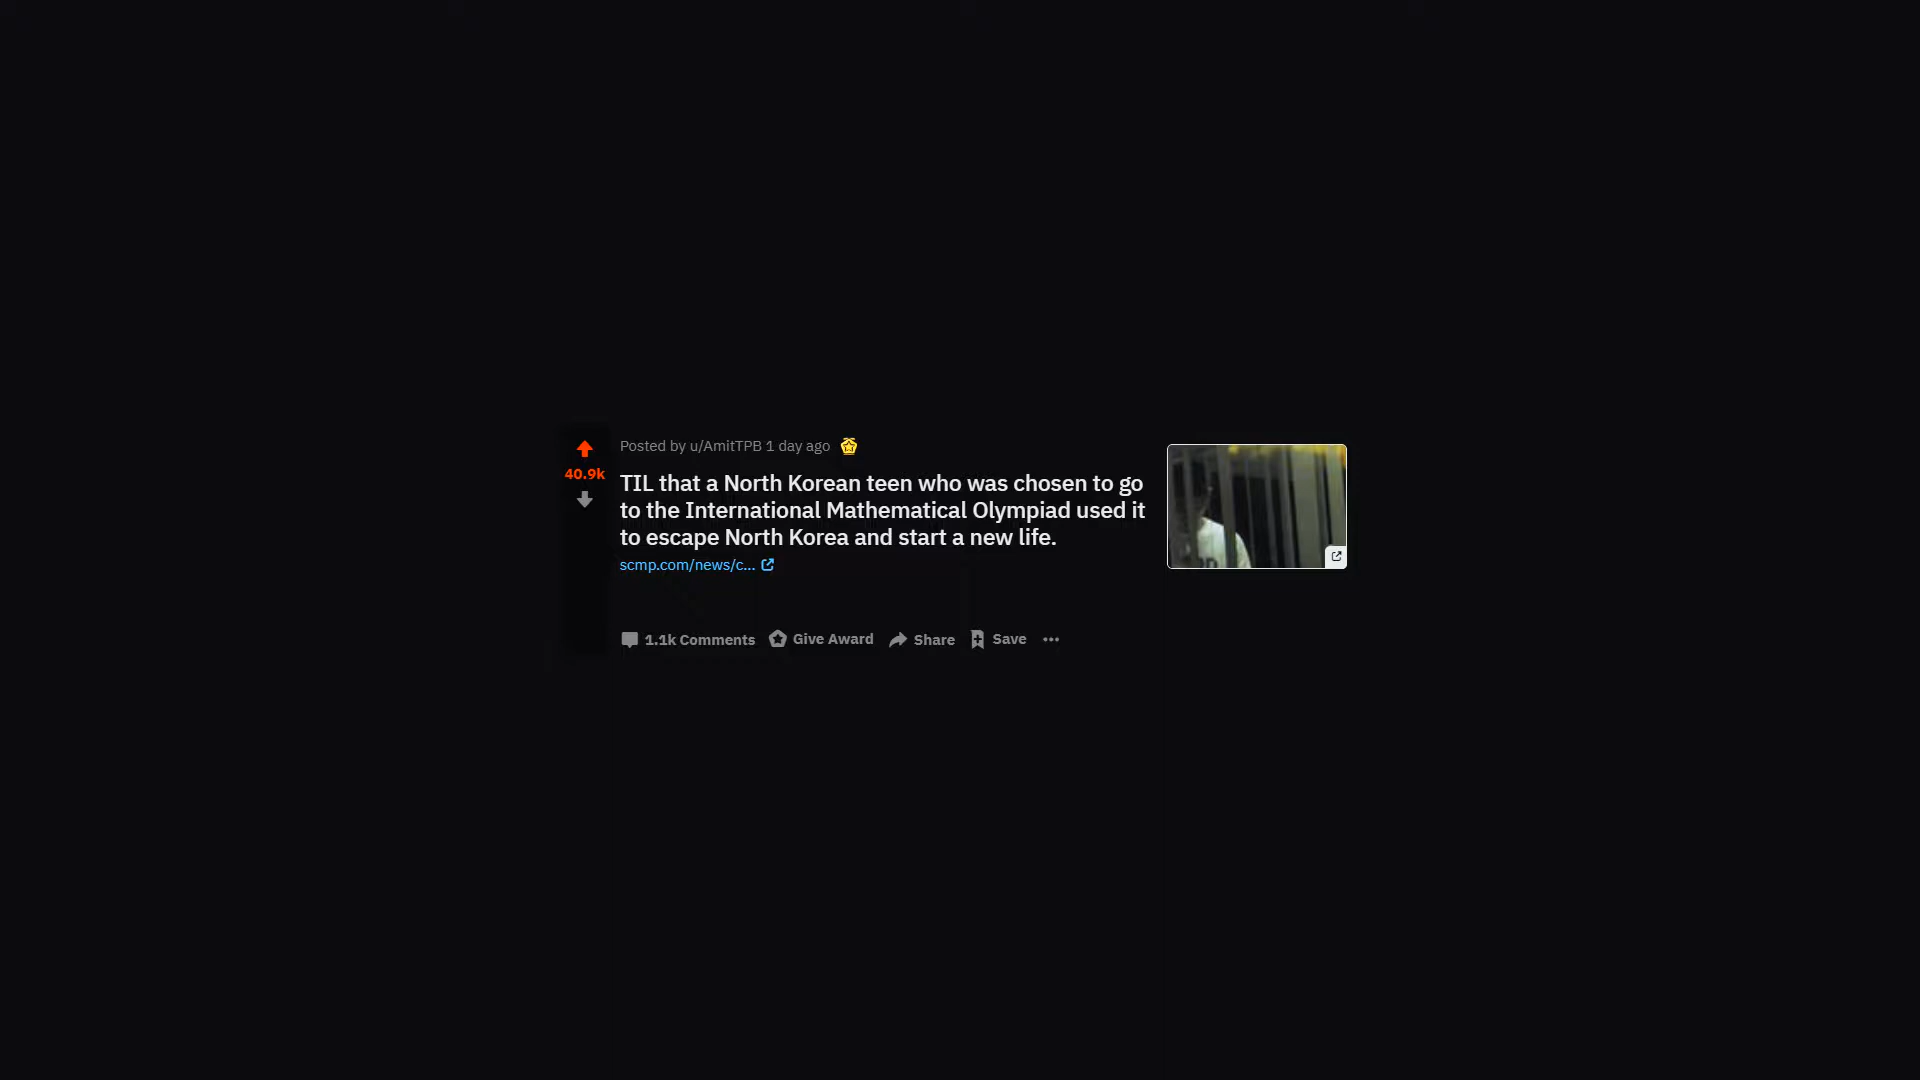 Posted by u/AmitTPB 1 day ago
40.9k
TIL that a North Korean teen who was chosen to go
to the International Mathematical Olympiad used it
to escape North Korea and start a new life.
scmp.com/news/c...
1.1k Comments Give Award Share Save